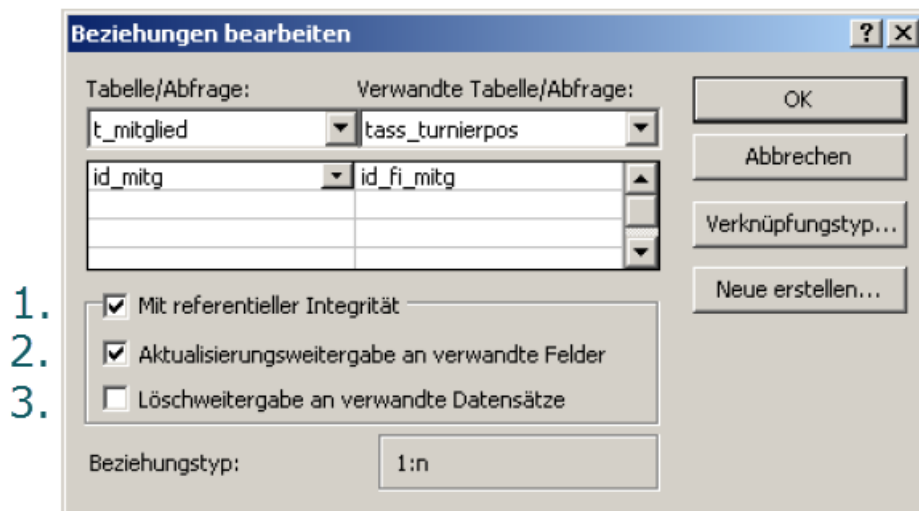 Beziehungen bearbeiten
Tabelle/Abfrage: Verwandte Tabelle/Abfrage:
t_mitglied tass_turnierpos
id_mitg id_fi_mitg
OK
Abbrechen
Verknüpfungstyp...
Neue erstellen...
1. Mit referentieller Integrität
2. Aktualisierungsweitergabe an verwandte Felder
3. Löschweitergabe an verwandte Datensätze
Beziehungstyp: 1:n